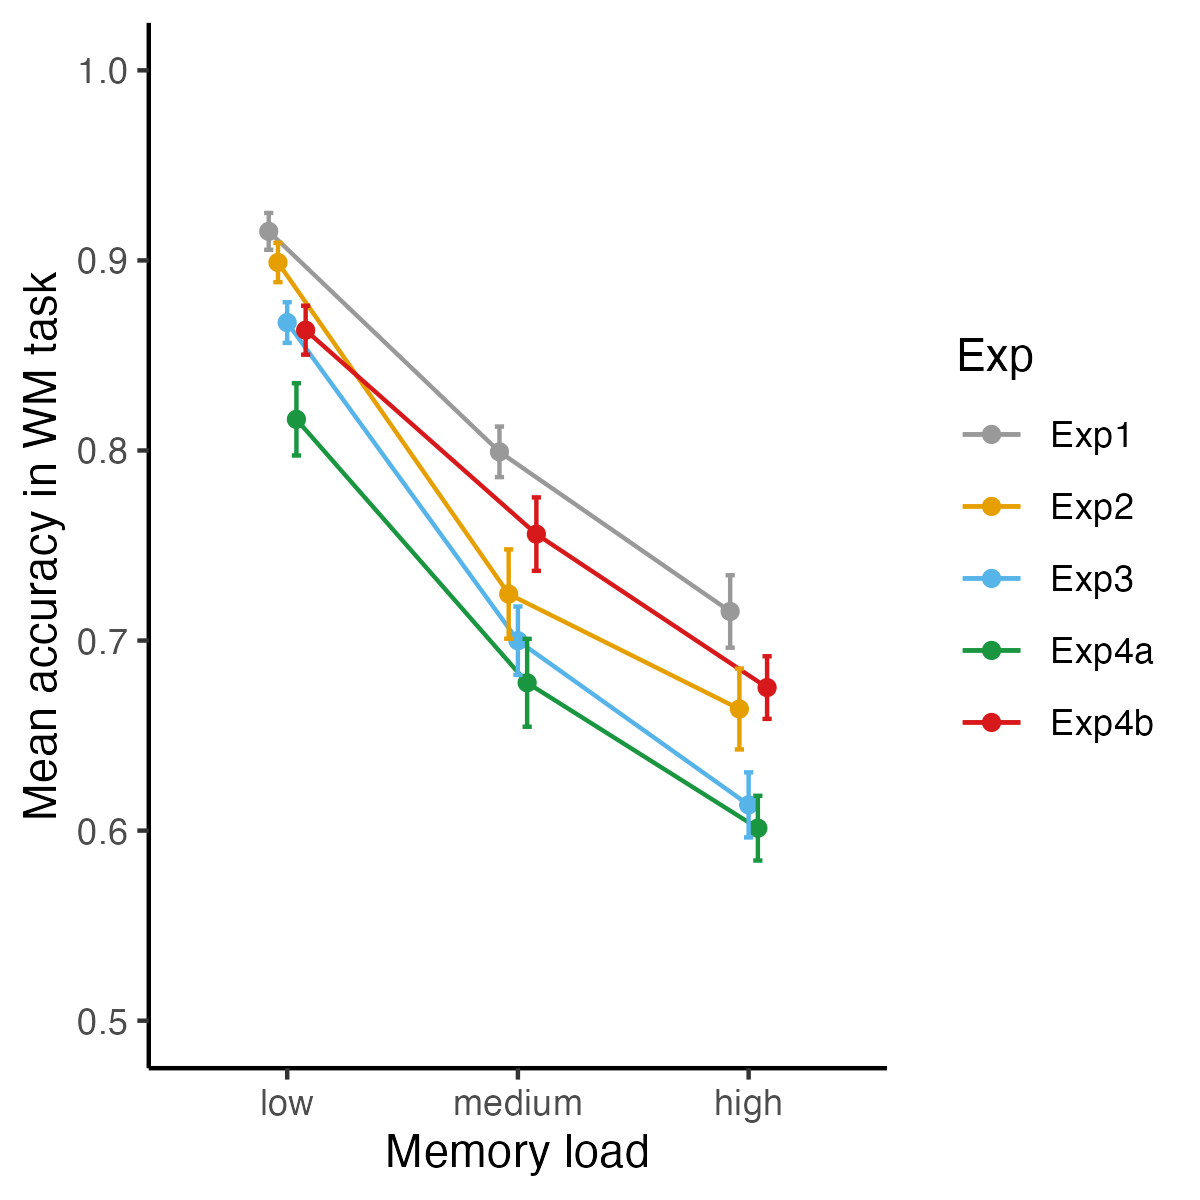 Mean accuracy in WM task
1.0
0.9
0.8
0.7
0.6
0.5
low medium high
Memory load
Exp
Exp1
Exp2
Exp3
Exp4a
Exp4b